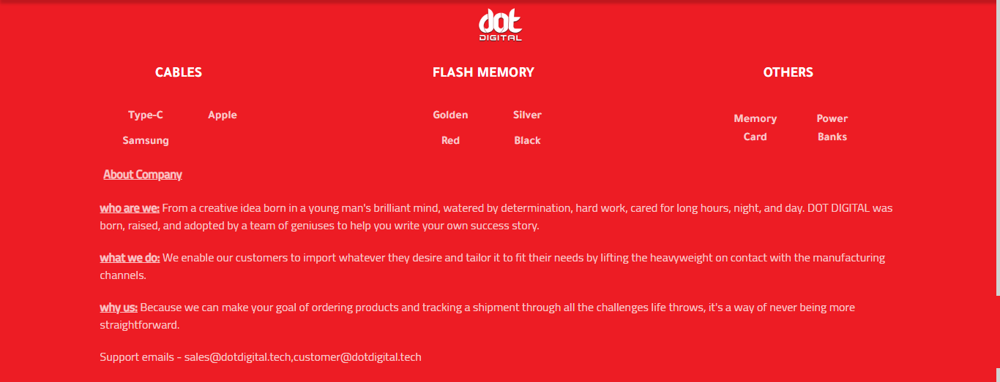 dot
DIGITAL
CABLES
FLASH MEMORY
OTHERS
Type-C Apple
Samsung
Golden Silver
Red Black
Memory Card
Power Banks
About Company
who are we: From a creative idea born in a young man's brilliant mind, watered by determination, hard work, cared for long hours, night, and day. DOT DIGITAL was
born, raised, and adopted by a team of geniuses to help you write your own success story.
what we do: We enable our customers to import whatever they desire and tailor it to fit their needs by lifting the heavyweight on contact with the manufacturing
channels.
why us: Because we can make your goal of ordering products and tracking a shipment through all the challenges life throws, it's a way of never being more
straightforward.
Support emails - sales@dotdigital.tech,customer@dotdigital.tech